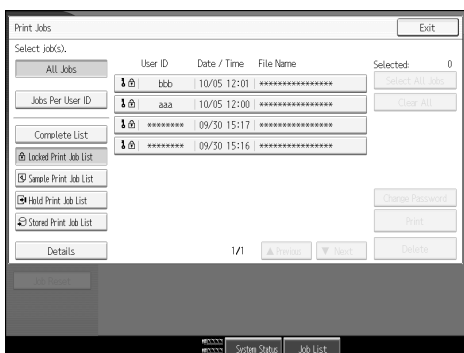 Print Jobs Exit
Select job(s).
All Jobs User ID Date / Time File Name Selected: 0
Select All Jobs
bbb 10/05 12:01 ****************
Jobs Per User ID aaa 10/05 12:00 **************** Clear All
******** 09/30 15:17 ****************
Complete List
******** 09/30 15:16 ****************
Locked Print Job List
Sample Print Job List
Hold Print Job List Change Password
Stored Print Job List Print
Details 1/1 ▲ Previous ▼ Next Delete
Job Reset
System Status Job List